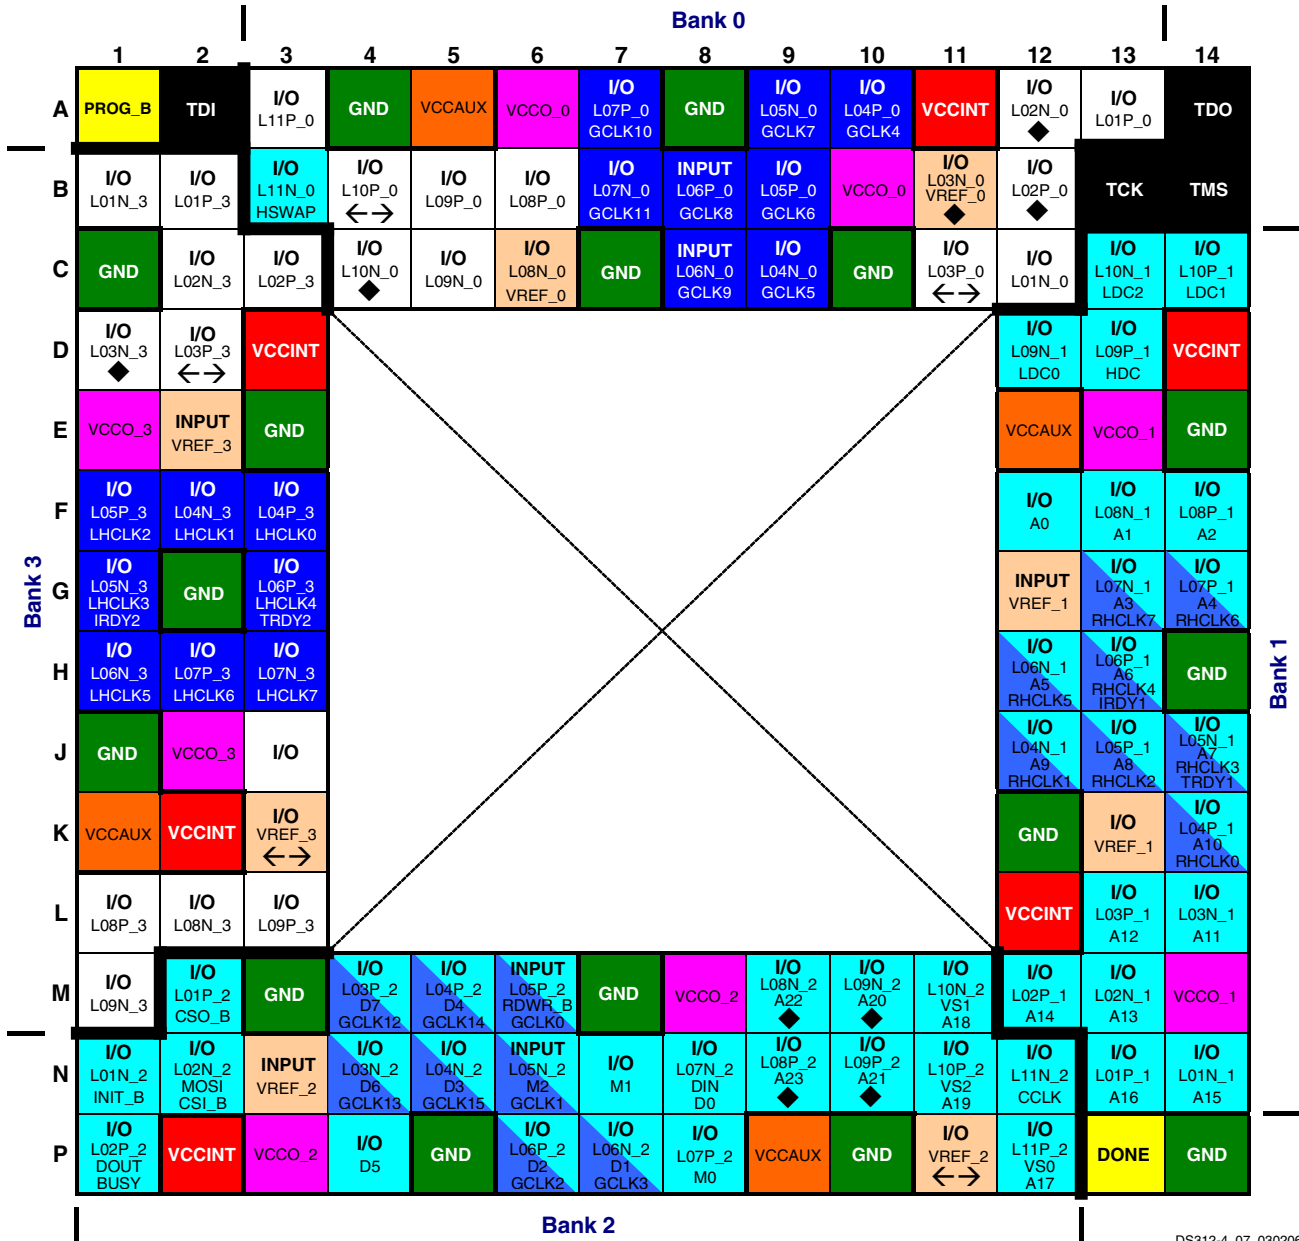 Bank 0
1 2 3 4 5 6 7 8 9 10 11 12 13 14
A
PROG_B
TDI
I/O
L11P_0
GND
VCCAUX
VCCO_0
I/O
L07P_0
GCLK10
GND
I/O
L05N_0
GCLK7
I/O
L04P_0
GCLK4
VCCINT
I/O
L02N_0
◆
I/O
L01P_0
TDO
B
I/O
L01N_3
I/O
L01P_3
I/O
L11N_0
HSWAP
I/O
L10P_0
←→
I/O
L09P_0
I/O
L08P_0
I/O
L07N_0
GCLK11
INPUT
L06P_0
GCLK8
I/O
L05P_0
GCLK6
VCCO_0
I/O
L03N_0
VREF_0
◆
I/O
L02P_0
◆
TCK
TMS
C
GND
I/O
L02N_3
I/O
L02P_3
I/O
L10N_0
◆
I/O
L09N_0
I/O
L08N_0
VREF_0
GND
INPUT
L06N_0
GCLK9
I/O
L04N_0
GCLK5
GND
I/O
L03P_0
←→
I/O
L01N_0
I/O
L10N_1
LDC2
I/O
L10P_1
LDC1
D
I/O
L03N_3
◆
I/O
L03P_3
←→
VCCINT
I/O
L09N_1
LDC0
I/O
L09P_1
HDC
VCCINT
E
VCCO_3
INPUT
VREF_3
GND
VCCAUX
VCCO_1
GND
F
I/O
L05P_3
LHCLK2
I/O
L04N_3
LHCLK1
I/O
L04P_3
LHCLK0
I/O
A0
I/O
L08N_1
A1
I/O
L08P_1
A2
Bank 3
G
I/O
L05N_3
LHCLK3
IRDY2
GND
I/O
L06P_3
LHCLK4
TRDY2
INPUT
VREF_1
I/O
L07N_1
A3
RHCLK7
I/O
L07P_1
A4
RHCLK6
H
I/O
L06N_3
LHCLK5
I/O
L07P_3
LHCLK6
I/O
L07N_3
LHCLK7
I/O
L06N_1
A5
RHCLK5
I/O
L06P_1
A6
RHCLK4
IRDY1
GND
Bank 1
J
GND
VCCO_3
I/O
I/O
L04N_1
A9
RHCLK1
I/O
L05P_1
A8
RHCLK2
I/O
L05N_1
A7
RHCLK3
TRDY1
K
VCCAUX
VCCINT
I/O
VREF_3
←→
GND
I/O
VREF_1
I/O
L04P_1
A10
RHCLK0
L
I/O
L08P_3
I/O
L08N_3
I/O
L09P_3
VCCINT
I/O
L03P_1
A12
I/O
L03N_1
A11
M
I/O
L09N_3
I/O
L01P_2
CSO_B
GND
I/O
L03P_2
D7
GCLK12
I/O
L04P_2
D4
GCLK14
INPUT
L05P_2
RDWR_B
GCLK0
GND
VCCO_2
I/O
L08N_2
A22
◆
I/O
L09N_2
A20
◆
I/O
L10N_2
VS1
A18
I/O
L02P_1
A14
I/O
L02N_1
A13
VCCO_1
N
I/O
L01N_2
INIT_B
I/O
L02N_2
MOSI
CSI_B
INPUT
VREF_2
I/O
L03N_2
D6
GCLK13
I/O
L04N_2
D3
GCLK15
INPUT
L05N_2
M2
GCLK1
I/O
M1
I/O
L07N_2
DIN
D0
I/O
L08P_2
A23
◆
I/O
L09P_2
A21
◆
I/O
L10P_2
VS2
A19
I/O
L11N_2
CCLK
I/O
L01P_1
A16
I/O
L01N_1
A15
P
I/O
L02P_2
DOUT
BUSY
VCCINT
VCCO_2
I/O
D5
GND
I/O
L06P_2
D2
GCLK2
I/O
L06N_2
D1
GCLK3
I/O
L07P_2
M0
VCCAUX
GND
I/O
VREF_2
←→
I/O
L11P_2
VS0
A17
DONE
GND
Bank 2
DS312-4_07_030206